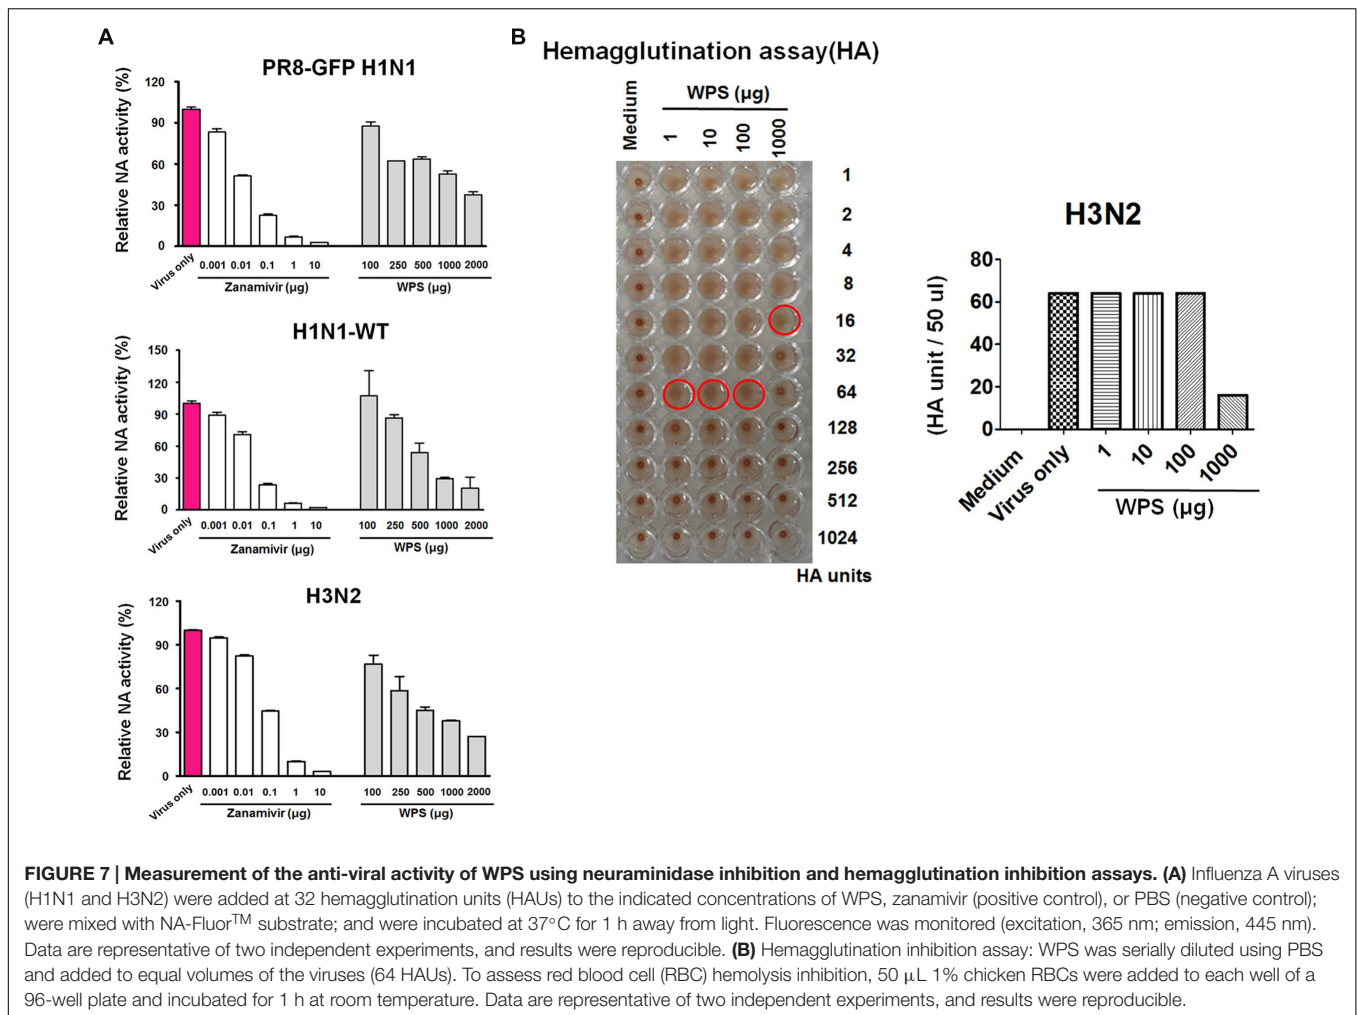 A
PR8-GFP H1N1
Relative NA activity (%)
120
90
60
30
0
Virus only
0.001 0.01 0.1 1 10
Zanamivir (µg)
100 250 500 1000 2000
WPS (µg)
H1N1-WT
Relative NA activity (%)
150
120
90
60
30
0
Virus only
0.001 0.01 0.1 1 10
Zanamivir (µg)
100 250 500 1000 2000
WPS (µg)
H3N2
Relative NA activity (%)
120
90
60
30
0
Virus only
0.001 0.01 0.1 1 10
Zanamivir (µg)
100 250 500 1000 2000
WPS (µg)
B
Hemagglutination assay(HA)
Medium
WPS (µg)
1 10 100 1000
1
2
4
8
16
32
64
128
256
512
1024
HA units
H3N2
(HA unit / 50 ul)
80
60
40
20
0
Medium
Virus only
1 10 100 1000
WPS (µg)
FIGURE 7 | Measurement of the anti-viral activity of WPS using neuraminidase inhibition and hemagglutination inhibition assays. (A) Influenza A viruses
(H1N1 and H3N2) were added at 32 hemagglutination units (HAUs) to the indicated concentrations of WPS, zanamivir (positive control), or PBS (negative control);
were mixed with NA-Fluor™ substrate; and were incubated at 37°C for 1 h away from light. Fluorescence was monitored (excitation, 365 nm; emission, 445 nm).
Data are representative of two independent experiments, and results were reproducible. (B) Hemagglutination inhibition assay: WPS was serially diluted using PBS
and added to equal volumes of the viruses (64 HAUs). To assess red blood cell (RBC) hemolysis inhibition, 50 µL 1% chicken RBCs were added to each well of a
96-well plate and incubated for 1 h at room temperature. Data are representative of two independent experiments, and results were reproducible.